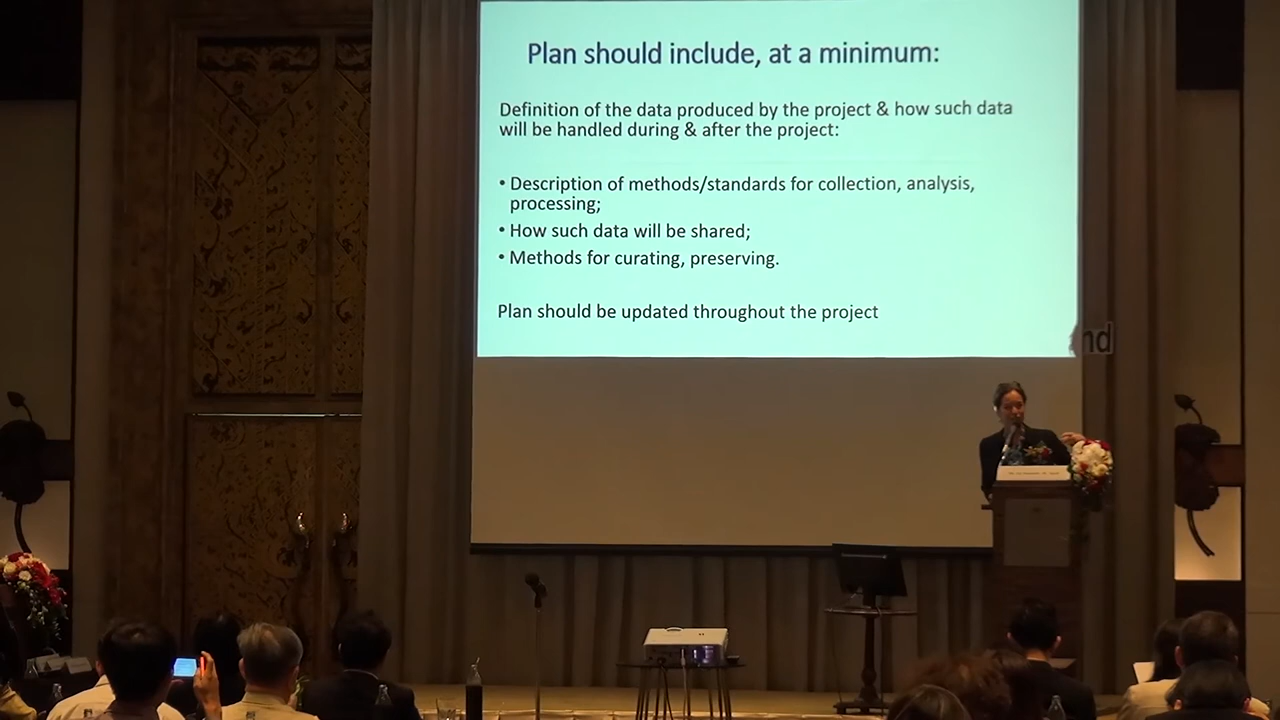 Plan should include, at a minimum:
Definition of the data produced by the project & how such data
will be handled during & after the project:
• Description of methods/standards for collection, analysis,
processing;
• How such data will be shared;
• Methods for curating, preserving.
Plan should be updated throughout the project
nd